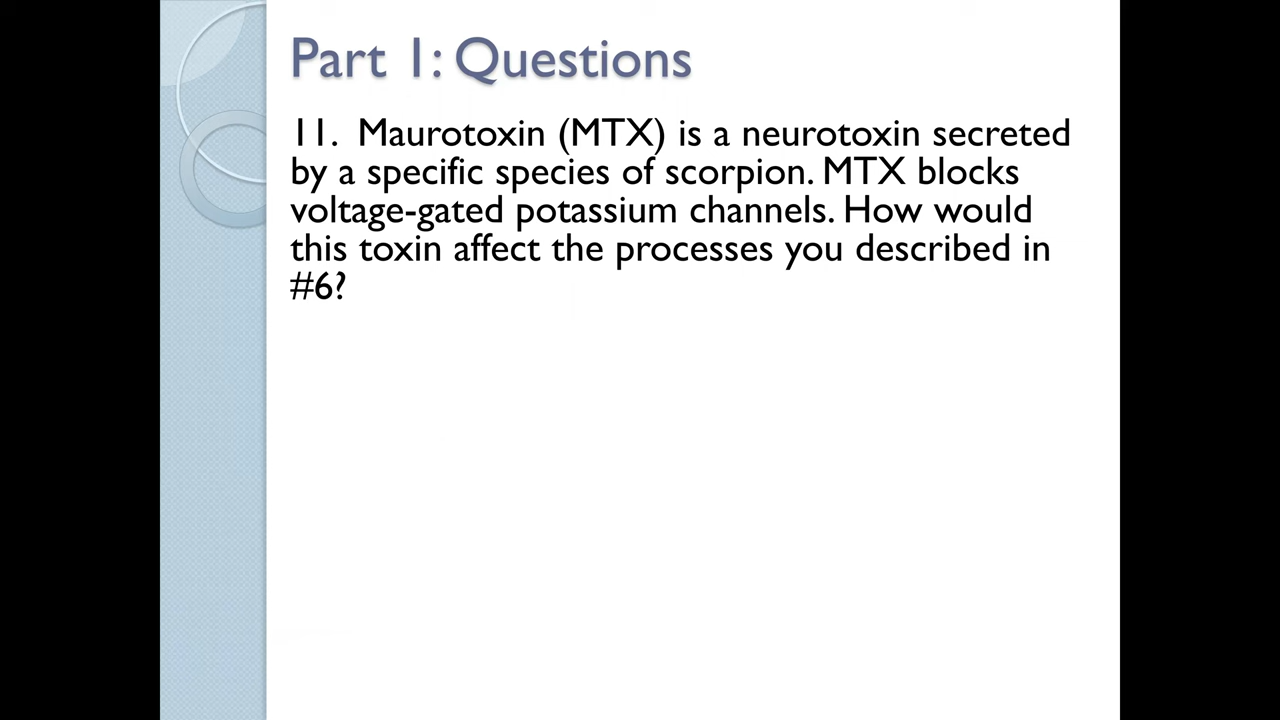 Part 1: Questions
11. Maurotoxin (MTX) is a neurotoxin secreted
by a specific species of scorpion. MTX blocks
voltage-gated potassium channels. How would
this toxin affect the processes you described in
#6?